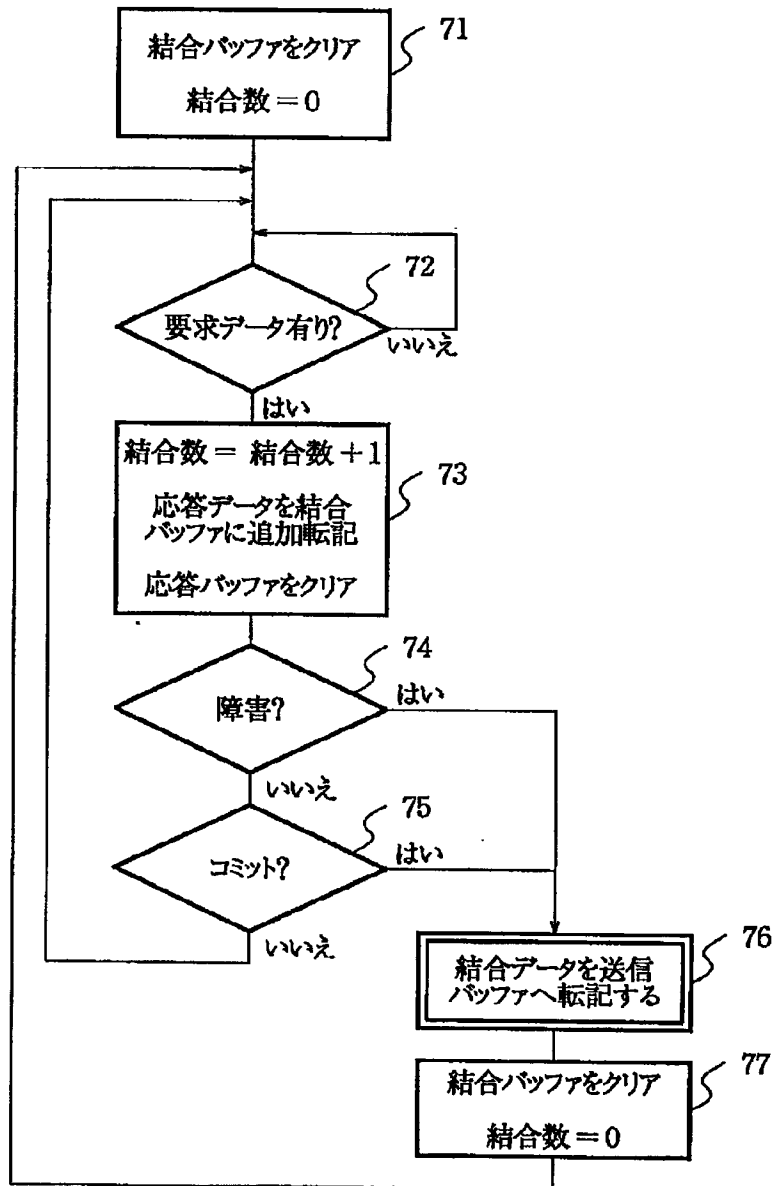 結合バッファをクリア
結合数＝0
71
72
要求データ有り?
いいえ
はい
結合数＝ 結合数＋1
応答データを結合
バッファに追加転記
応答バッファをクリア
73
74
障害?
はい
いいえ
75
コミット?
はい
いいえ
76
結合データを送信
バッファへ転記する
77
結合バッファをクリア
結合数＝0